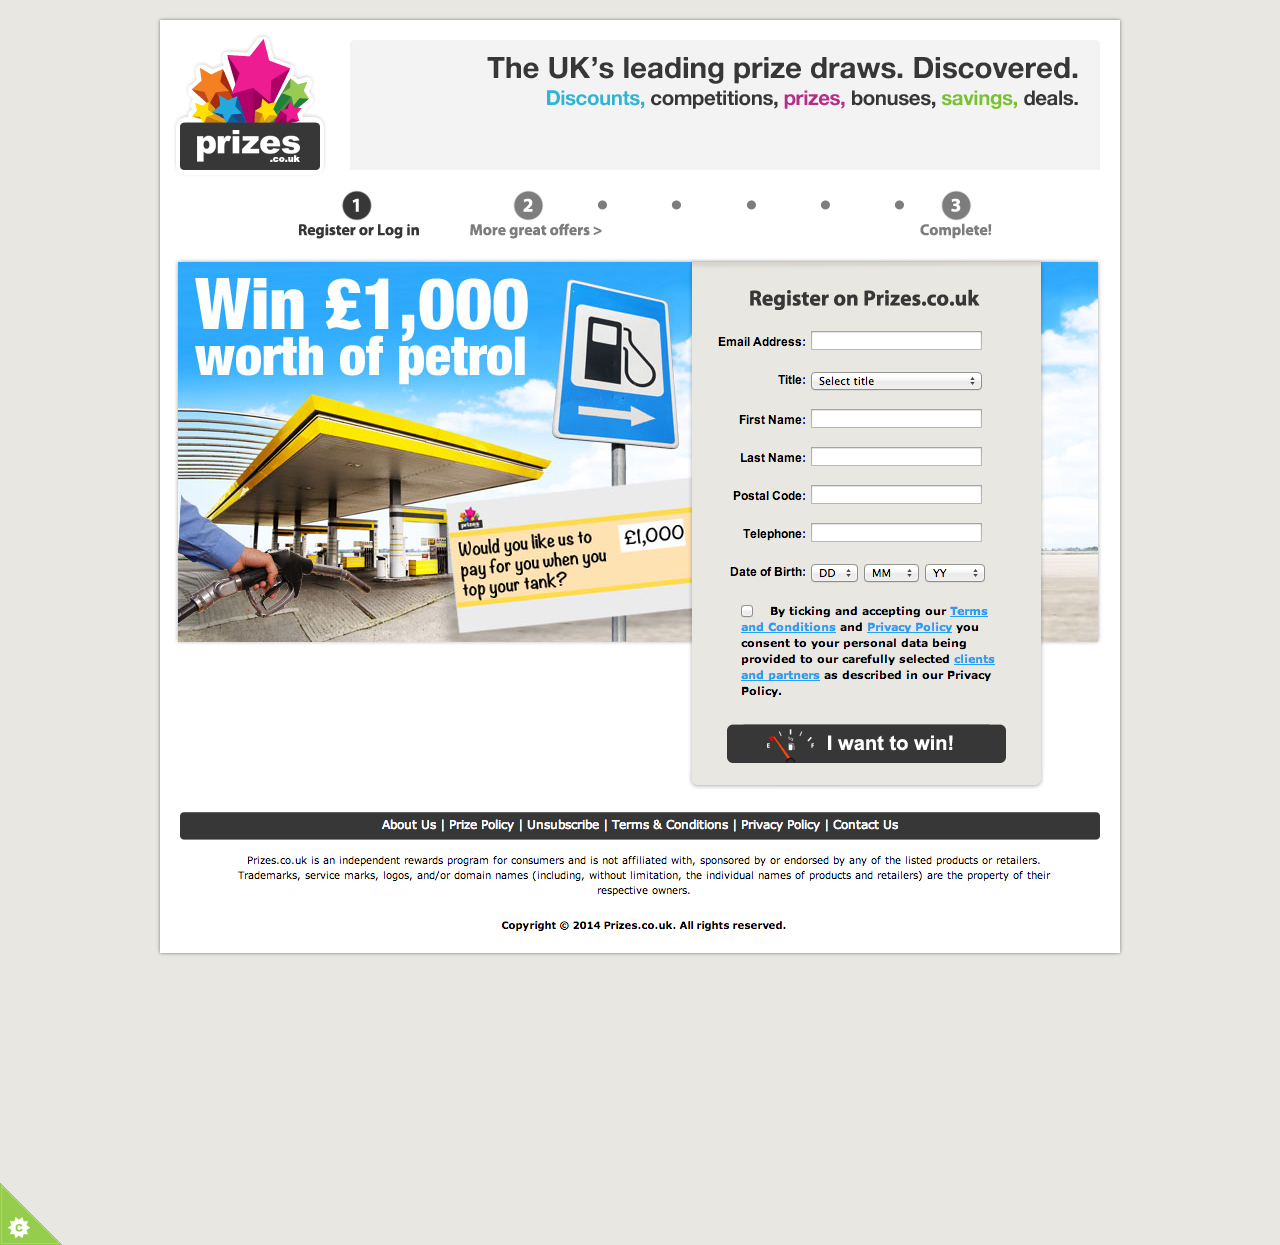 prizes
.co.uk
The UK’s leading prize draws. Discovered.
Discounts, competitions, prizes, bonuses, savings, deals.
1
Register or Log in
2
More great offers >
3
Complete!
Win £1,000
worth of petrol
prizes
Would you like us to
pay for you when you
top your tank?
£1,000
Register on Prizes.co.uk
Email Address:
Title: Select title
First Name:
Last Name:
Postal Code:
Telephone:
Date of Birth: DD MM YY
By ticking and accepting our Terms
and Conditions and Privacy Policy you
consent to your personal data being
provided to our carefully selected clients
and partners as described in our Privacy
Policy.
E ½ F I want to win!
About Us | Prize Policy | Unsubscribe | Terms & Conditions | Privacy Policy | Contact Us
Prizes.co.uk is an independent rewards program for consumers and is not affiliated with, sponsored by or endorsed by any of the listed products or retailers.
Trademarks, service marks, logos, and/or domain names (including, without limitation, the individual names of products and retailers) are the property of their
respective owners.
Copyright © 2014 Prizes.co.uk. All rights reserved.
C